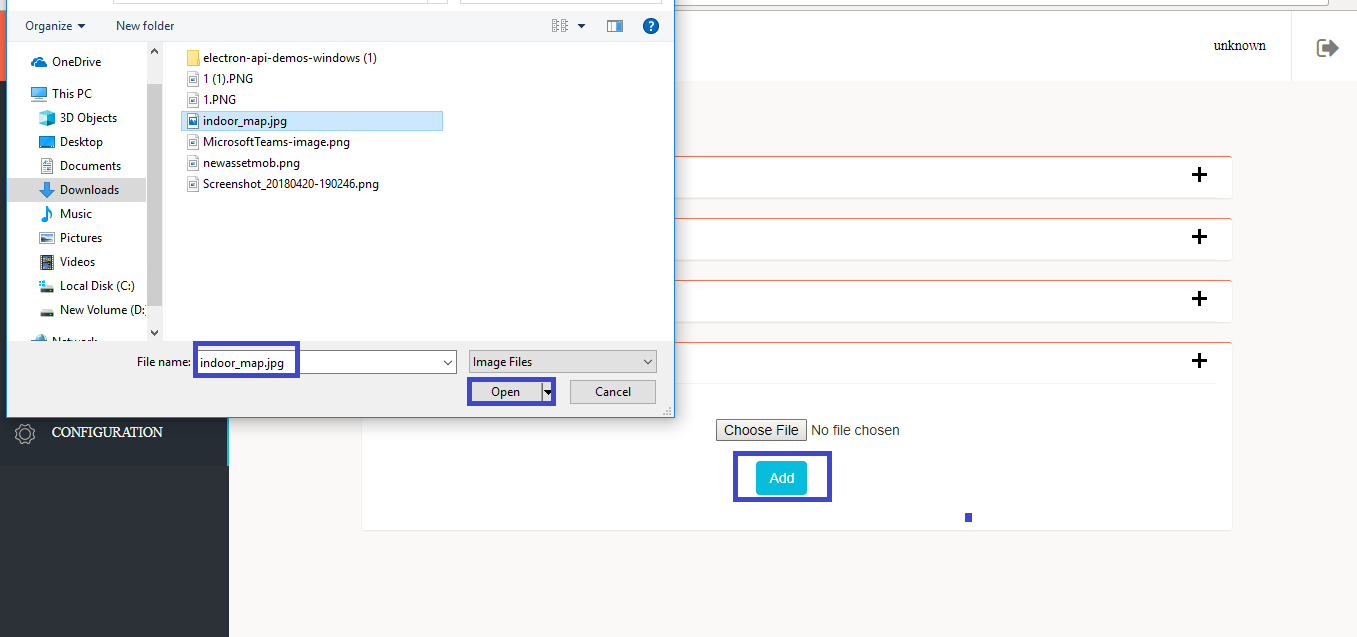 Organize
New folder
?
unknown
OneDrive
This PC
3D Objects
Desktop
Documents
Downloads
Music
Pictures
Videos
Local Disk (C:)
New Volume (D:
Network
electron-api-demos-windows (1)
1 (1).PNG
1.PNG
indoor_map.jpg
MicrosoftTeams-image.png
newassetmob.png
Screenshot_20180420-190246.png
File name: indoor_map.jpg
Image Files
Open
Cancel
CONFIGURATION
Choose File No file chosen
Add